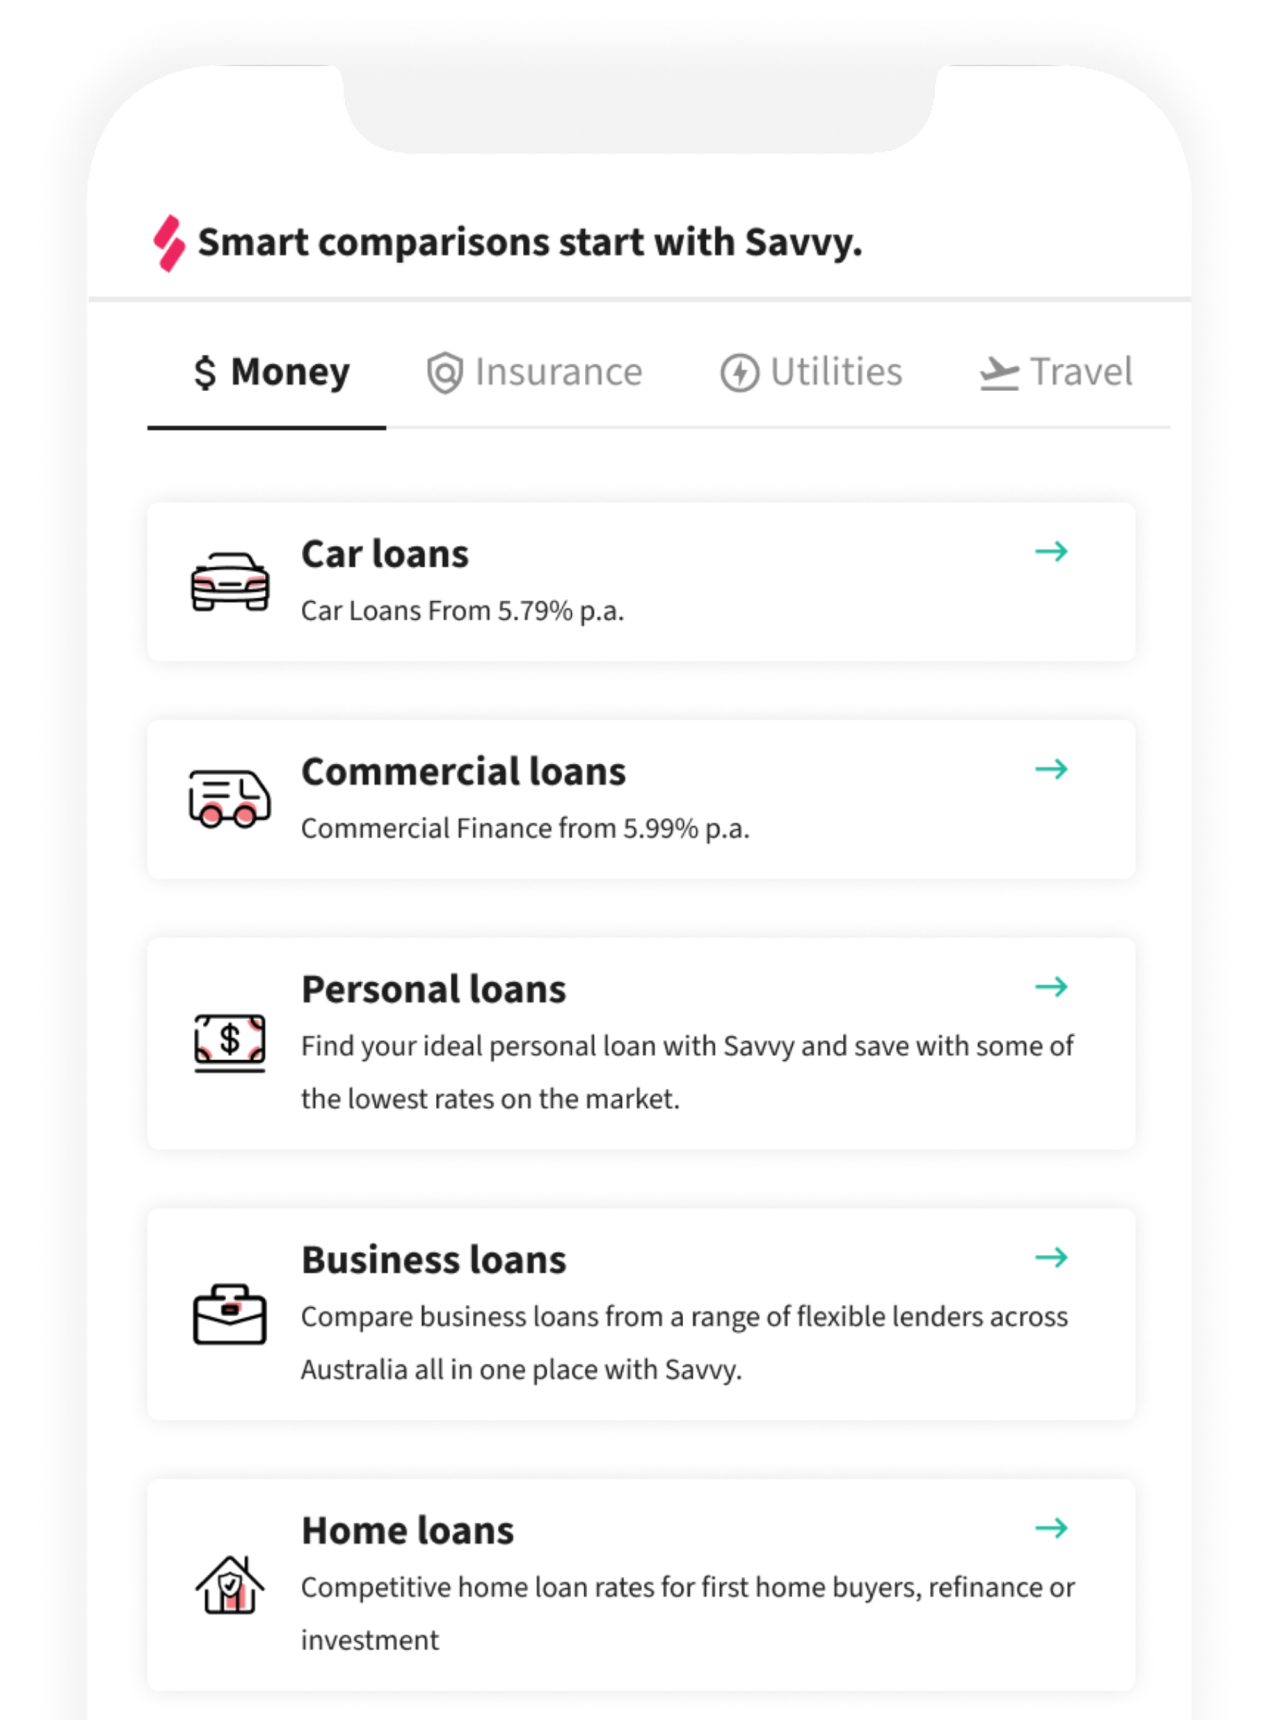 Smart comparisons start with Savvy.
$ Money
Insurance
Utilities
Travel
Car loans
Car Loans From 5.79% p.a.
Commercial loans
Commercial Finance from 5.99% p.a.
$
Personal loans
Find your ideal personal loan with Savvy and save with some of
the lowest rates on the market.
Business loans
Compare business loans from a range of flexible lenders across
Australia all in one place with Savvy.
Home loans
Competitive home loan rates for first home buyers, refinance or
investment